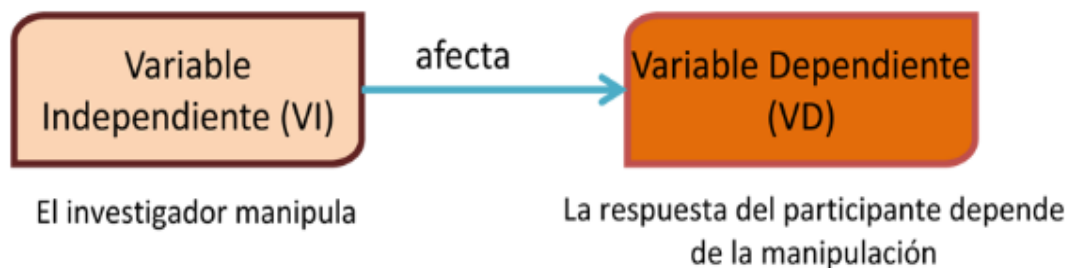 Variable
Independiente (VI)
afecta
Variable Dependiente
(VD)
El investigador manipula
La respuesta del participante depende
de la manipulación